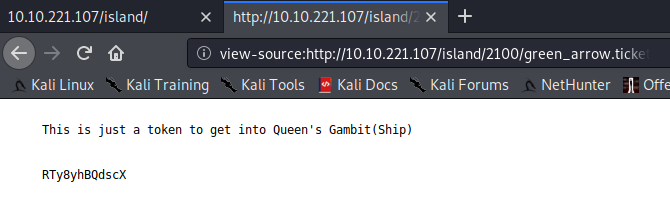 10.10.221.107/island/
http://10.10.221.107/island/2
view-source:http://10.10.221.107/island/2100/green_arrow.ticke
Kali Linux
Kali Training
Kali Tools
Kali Docs
Kali Forums
NetHunter
Offe
This is just a token to get into Queen's Gambit(Ship)
RTy8yhBQdscX